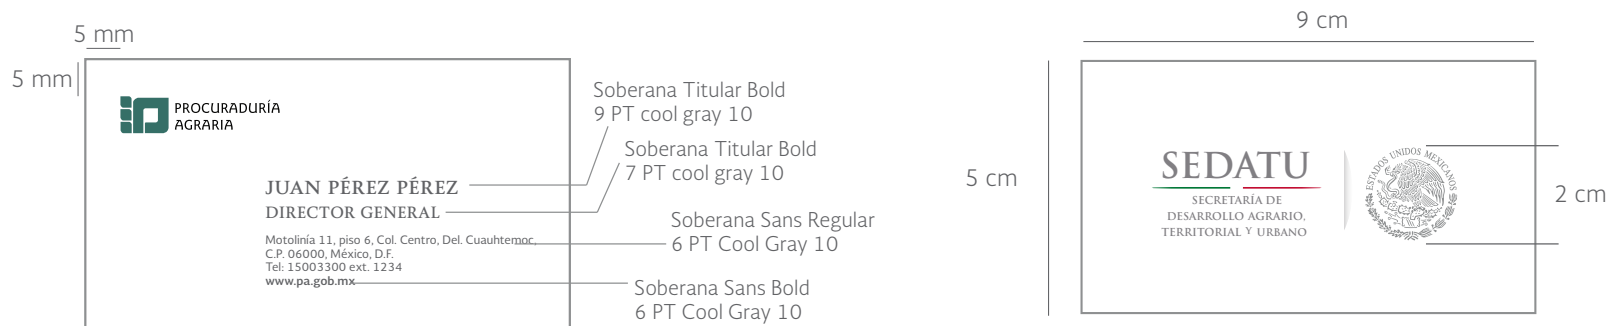 5 mm
5 mm
PROCURADURÍA
AGRARIA
JUAN PÉREZ PÉREZ
DIRECTOR GENERAL
Motolinía 11, piso 6, Col. Centro, Del. Cuauhtemoc,
C.P. 06000, México, D.F.
Tel: 15003300 ext. 1234
www.pa.gob.mx
Soberana Titular Bold
9 PT cool gray 10
Soberana Titular Bold
7 PT cool gray 10
Soberana Sans Regular
6 PT Cool Gray 10
Soberana Sans Bold
6 PT Cool Gray 10
9 cm
5 cm
SEDATU
SECRETARÍA DE
DESARROLLO AGRARIO,
TERRITORIAL Y URBANO
ESTADOS UNIDOS MEXICANOS
2 cm